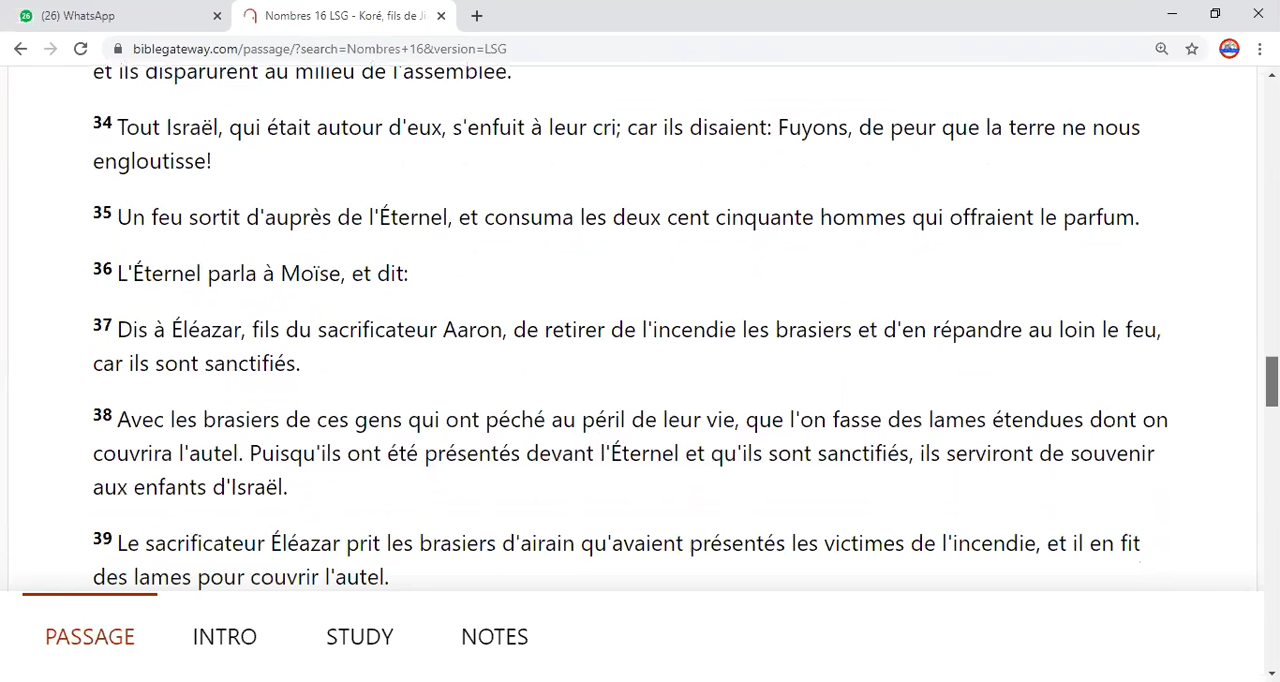 (26) WhatsApp
Nombres 16 LSG - Koré, fils de Ji
biblegateway.com/passage/?search=Nombres+16&version=LSG
et ils disparurent au milieu de l'assemblée.
34 Tout Israël, qui était autour d'eux, s'enfuit à leur cri; car ils disaient: Fuyons, de peur que la terre ne nous
engloutisse!
35 Un feu sortit d'auprès de l'Éternel, et consuma les deux cent cinquante hommes qui offraient le parfum.
36 L'Éternel parla à Moïse, et dit:
37 Dis à Éléazar, fils du sacrificateur Aaron, de retirer de l'incendie les brasiers et d'en répandre au loin le feu,
car ils sont sanctifiés.
38 Avec les brasiers de ces gens qui ont péché au péril de leur vie, que l'on fasse des lames étendues dont on
couvrira l'autel. Puisqu'ils ont été présentés devant l'Éternel et qu'ils sont sanctifiés, ils serviront de souvenir
aux enfants d'Israël.
39 Le sacrificateur Éléazar prit les brasiers d'airain qu'avaient présentés les victimes de l'incendie, et il en fit
des lames pour couvrir l'autel.
PASSAGE INTRO STUDY NOTES